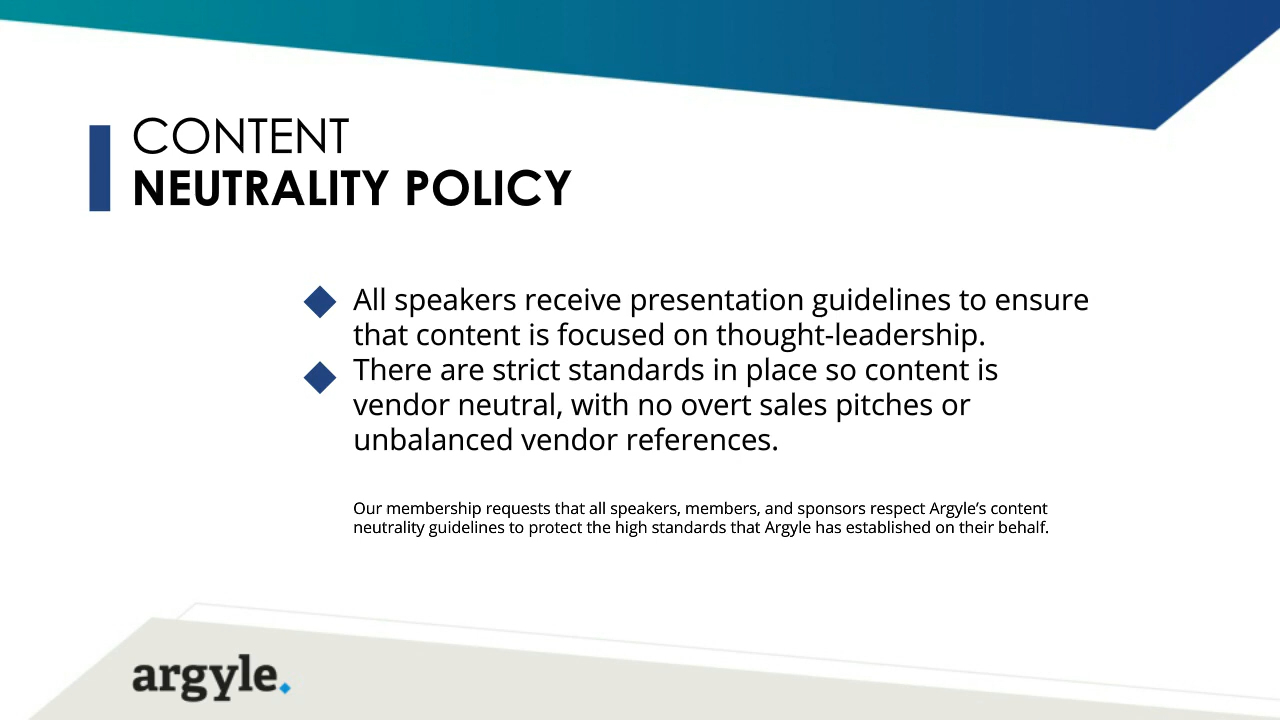 CONTENT
NEUTRALITY POLICY
All speakers receive presentation guidelines to ensure
that content is focused on thought-leadership.
There are strict standards in place so content is
vendor neutral, with no overt sales pitches or
unbalanced vendor references.
Our membership requests that all speakers, members, and sponsors respect Argyle’s content
neutrality guidelines to protect the high standards that Argyle has established on their behalf.
argyle.